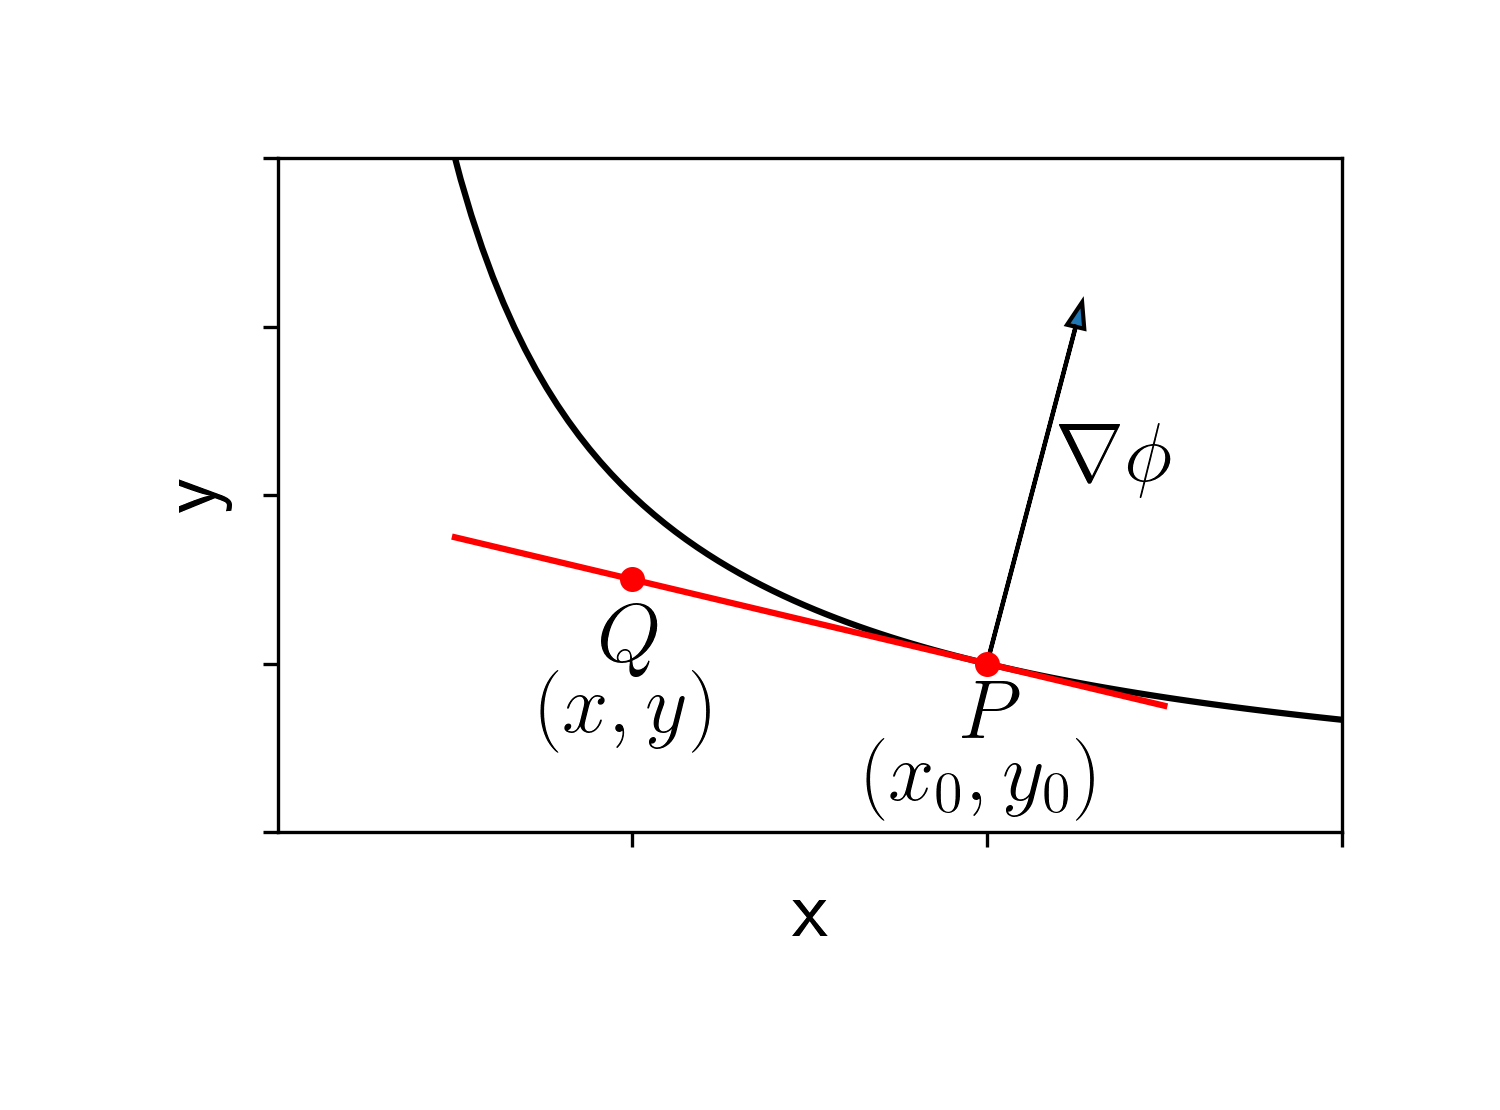 ∇ϕ
y
Q
(x, y)
P
(x₀, y₀)
x